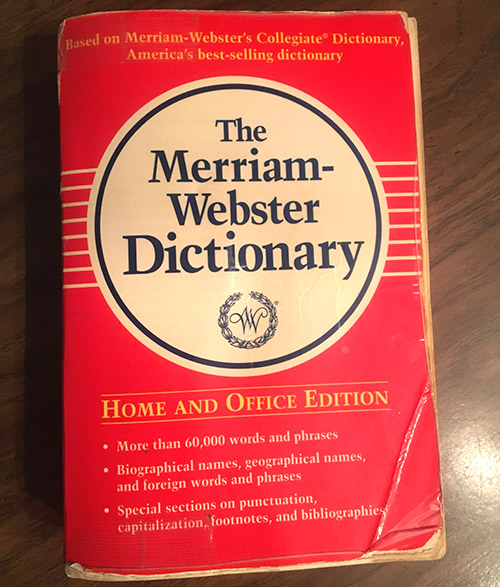 Based on Merriam-Webster's Collegiate® Dictionary,
America's best-selling dictionary
The
Merriam-
Webster
Dictionary
W
®
®
HOME AND OFFICE EDITION
• More than 60,000 words and phrases
• Biographical names, geographical names,
and foreign words and phrases
• Special sections on punctuation,
capitalization, footnotes, and bibliographies